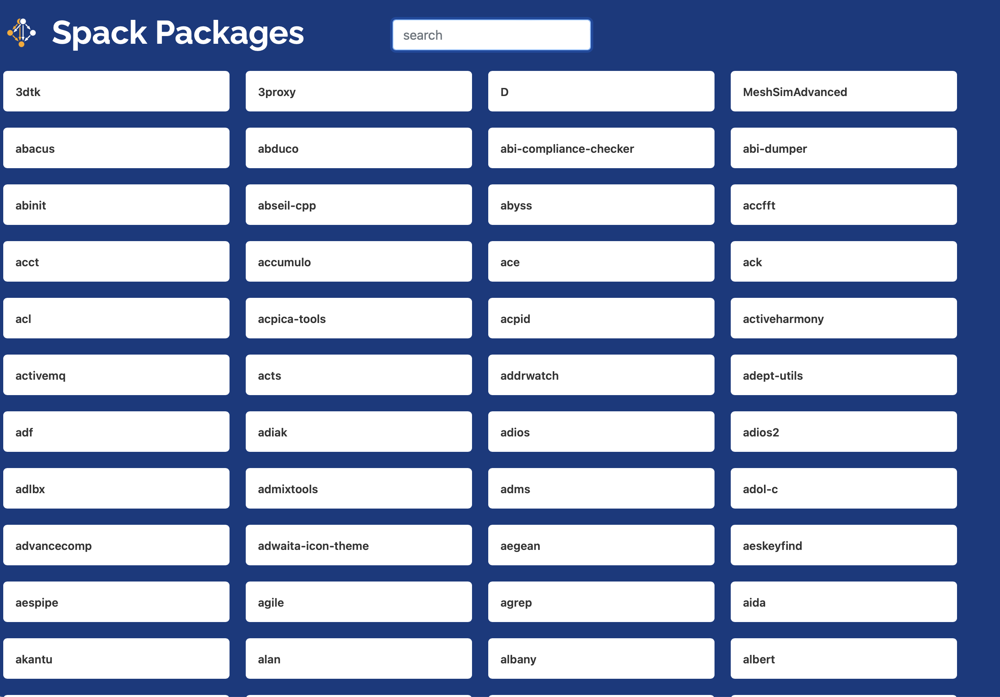 Spack Packages
search
3dtk
3proxy
D
MeshSimAdvanced
abacus
abduco
abi-compliance-checker
abi-dumper
abinit
abseil-cpp
abyss
accfft
acct
accumulo
ace
ack
acl
acpica-tools
acpid
activeharmony
activemq
acts
addrwatch
adept-utils
adf
adiak
adios
adios2
adlbx
admixtools
adms
adol-c
advancecomp
adwaita-icon-theme
aegean
aeskeyfind
aespipe
agile
agrep
aida
akantu
alan
albany
albert